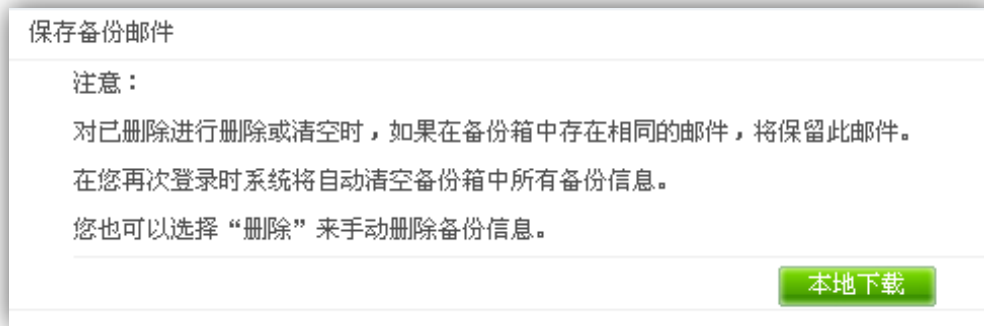 保存备份邮件
注意：
对已删除进行删除或清空时，如果在备份箱中存在相同的邮件，将保留此邮件。
在您再次登录时系统将自动清空备份箱中所有备份信息。
您也可以选择“删除”来手动删除备份信息。
本地下载